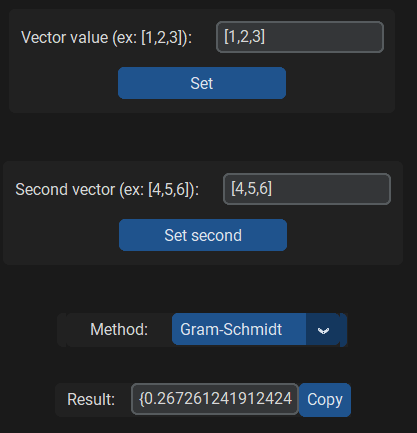 Vector value (ex: [1,2,3]): [1,2,3]
Set
Second vector (ex: [4,5,6]): [4,5,6]
Set second
Method: Gram-Schmidt
Result: {0.267261241912424 Copy